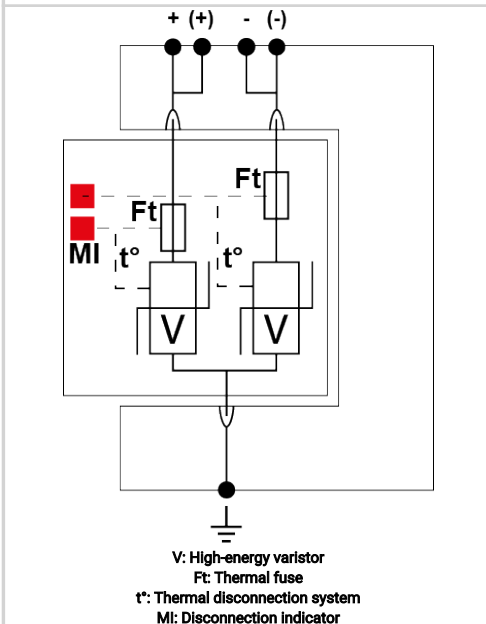 + (+) - (-)
Ft
Ft
MI
t°
t°
V
V
V: High-energy varistor
Ft: Thermal fuse
t°: Thermal disconnection system
MI: Disconnection indicator